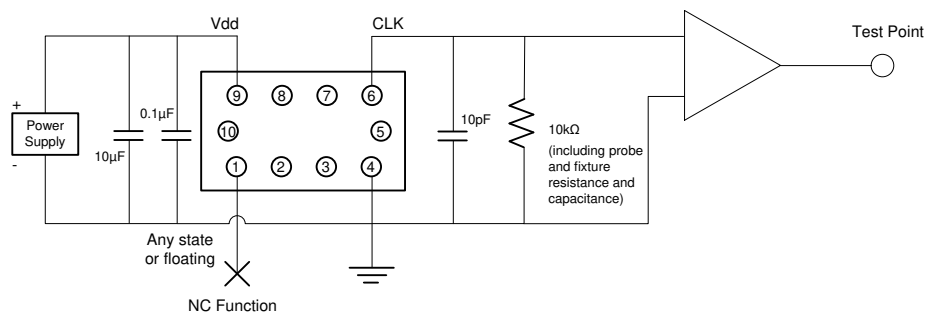 Vdd
CLK
Test Point
+
Power
Supply
-
10µF
0.1µF
9
8
7
6
10
5
1
2
3
4
10pF
10kΩ
(including probe
and fixture
resistance and
capacitance)
Any state
or floating
NC Function